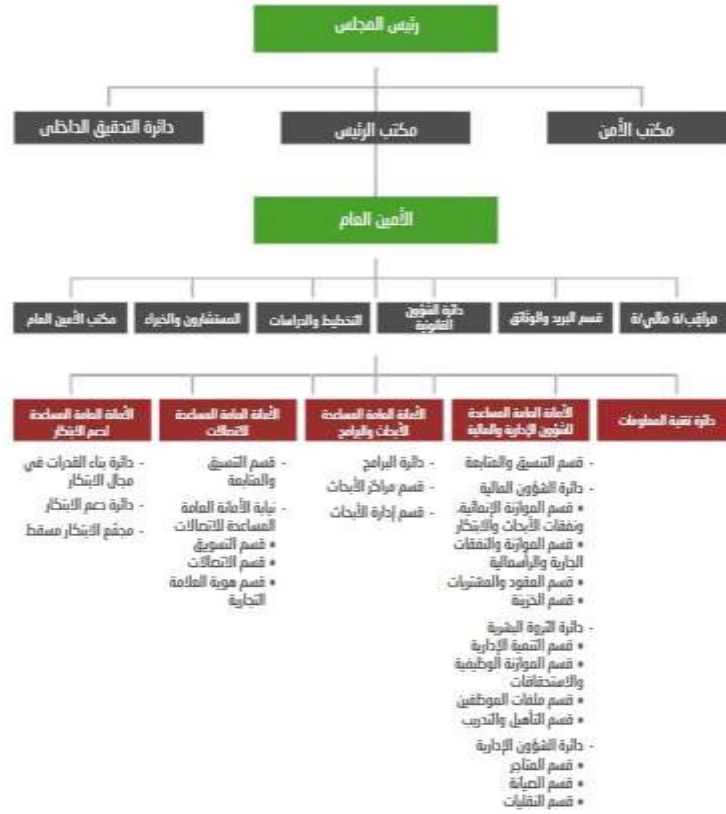 رئيس المجلس
مكتب الأمن
مكتب الرئيس
دائرة التدقيق الداخلي
الأمين العام
مراقب/ة مالي/ة
قسم البريد والوثائق
دائرة الشؤون
القانونية
التخطيط والدراسات
المستشارون والخبراء
مكتب الأمين العام
دائرة تقنية المعلومات
الأمانة العامة المساعدة
للشؤون الإدارية والمالية
- قسم التنسيق والمتابعة
- دائرة الشؤون المالية
• قسم الموازنة الإنمائية،
ونفقات الأبحاث والابتكار
• قسم الموازنة والنفقات
الجارية والرأسمالية
• قسم العقود والمشتريات
• قسم الخزينة
- دائرة الثروة البشرية
• قسم التنمية الإدارية
• قسم الموازنة الوظيفية
والاستحقاقات
• قسم ملفات الموظفين
• قسم التأهيل والتدريب
- دائرة الشؤون الإدارية
• قسم المتاجر
• قسم الصيانة
• قسم النقليات
الأمانة العامة المساعدة
الأبحاث والبرامج
- دائرة البرامج
- قسم مراكز الأبحاث
- قسم إدارة الأبحاث
الأمانة العامة المساعدة
الاتصالات
- قسم التنسيق
والمتابعة
- نيابة الأمانة العامة
المساعدة للاتصالات
• قسم التسويق
• قسم الاتصالات
• قسم هوية العلامة
التجارية
الأمانة العامة المساعدة
لدعم الابتكار
- دائرة بناء القدرات في
مجال الابتكار
- دائرة دعم الابتكار
- مجمّع الابتكار مسقط